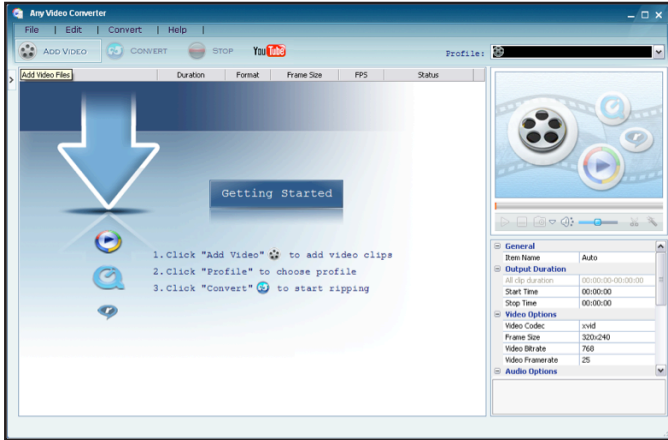 Any Video Converter
File | Edit | Convert | Help |
ADD VIDEO CONVERT STOP YouTube Profile:
Add Video Files Duration Format Frame Size FPS Status
Getting Started
1.Click "Add Video" to add video clips
2.Click "Profile" to choose profile
3.Click "Convert" to start ripping
General
Item Name Auto
Output Duration
All clip duration 00:00:00-00:00:00
Start Time 00:00:00
Stop Time 00:00:00
Video Options
Video Codec xvid
Frame Size 320x240
Video Bitrate 768
Video Framerate 25
Audio Options